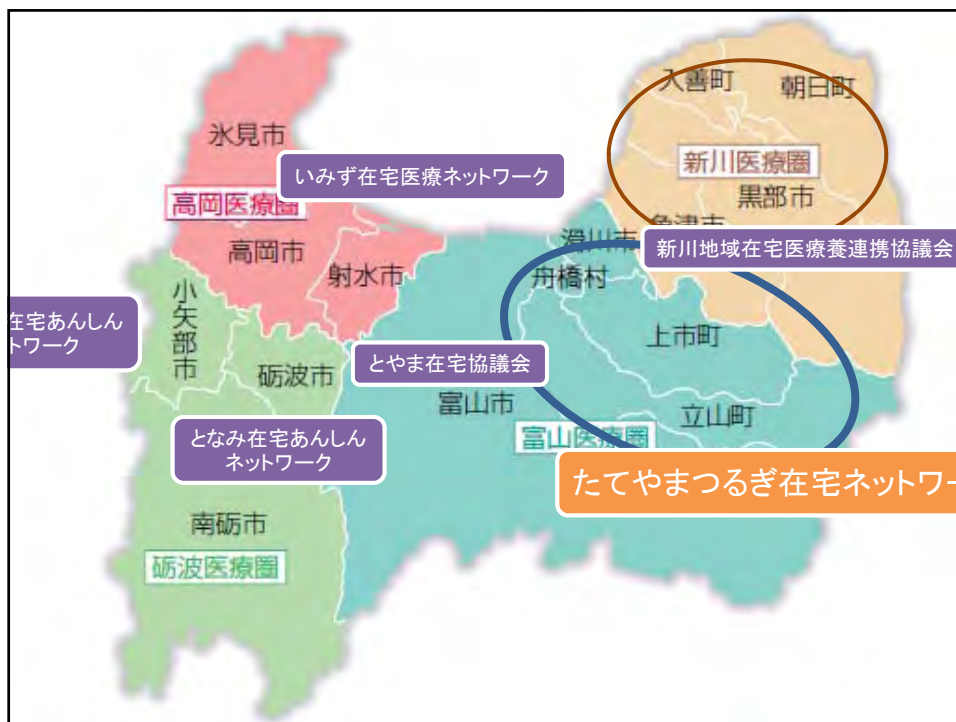 入善町
朝日町
氷見市
いみず在宅医療ネットワーク
新川医療圏
高岡医療圏
黒部市
魚津市
高岡市
滑川市
新川地域在宅医療養連携協議会
射水市
舟橋村
小矢部市
在宅あんしん
トワーク
上市町
とやま在宅協議会
砺波市
富山市
立山町
となみ在宅あんしん
ネットワーク
富山医療圏
たてやまつるぎ在宅ネットワー
南砺市
砺波医療圏